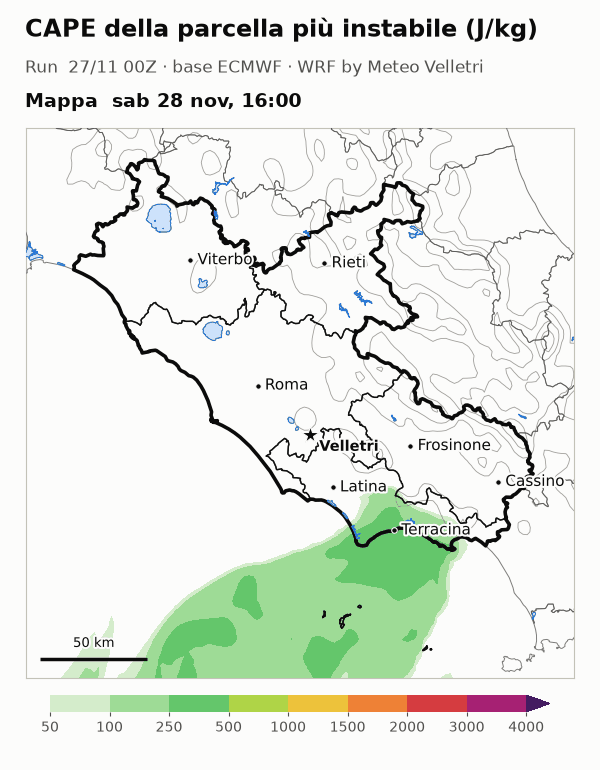 CAPE della parcella più instabile (J/kg)
Run  27/11 00Z · base ECMWF · WRF by Meteo Velletri
Mappa  sab 28 nov, 16:00
Viterbo
Rieti
Roma
Velletri
Frosinone
Latina
Cassino
Terracina
50 km
50 100 250 500 1000 1500 2000 3000 4000